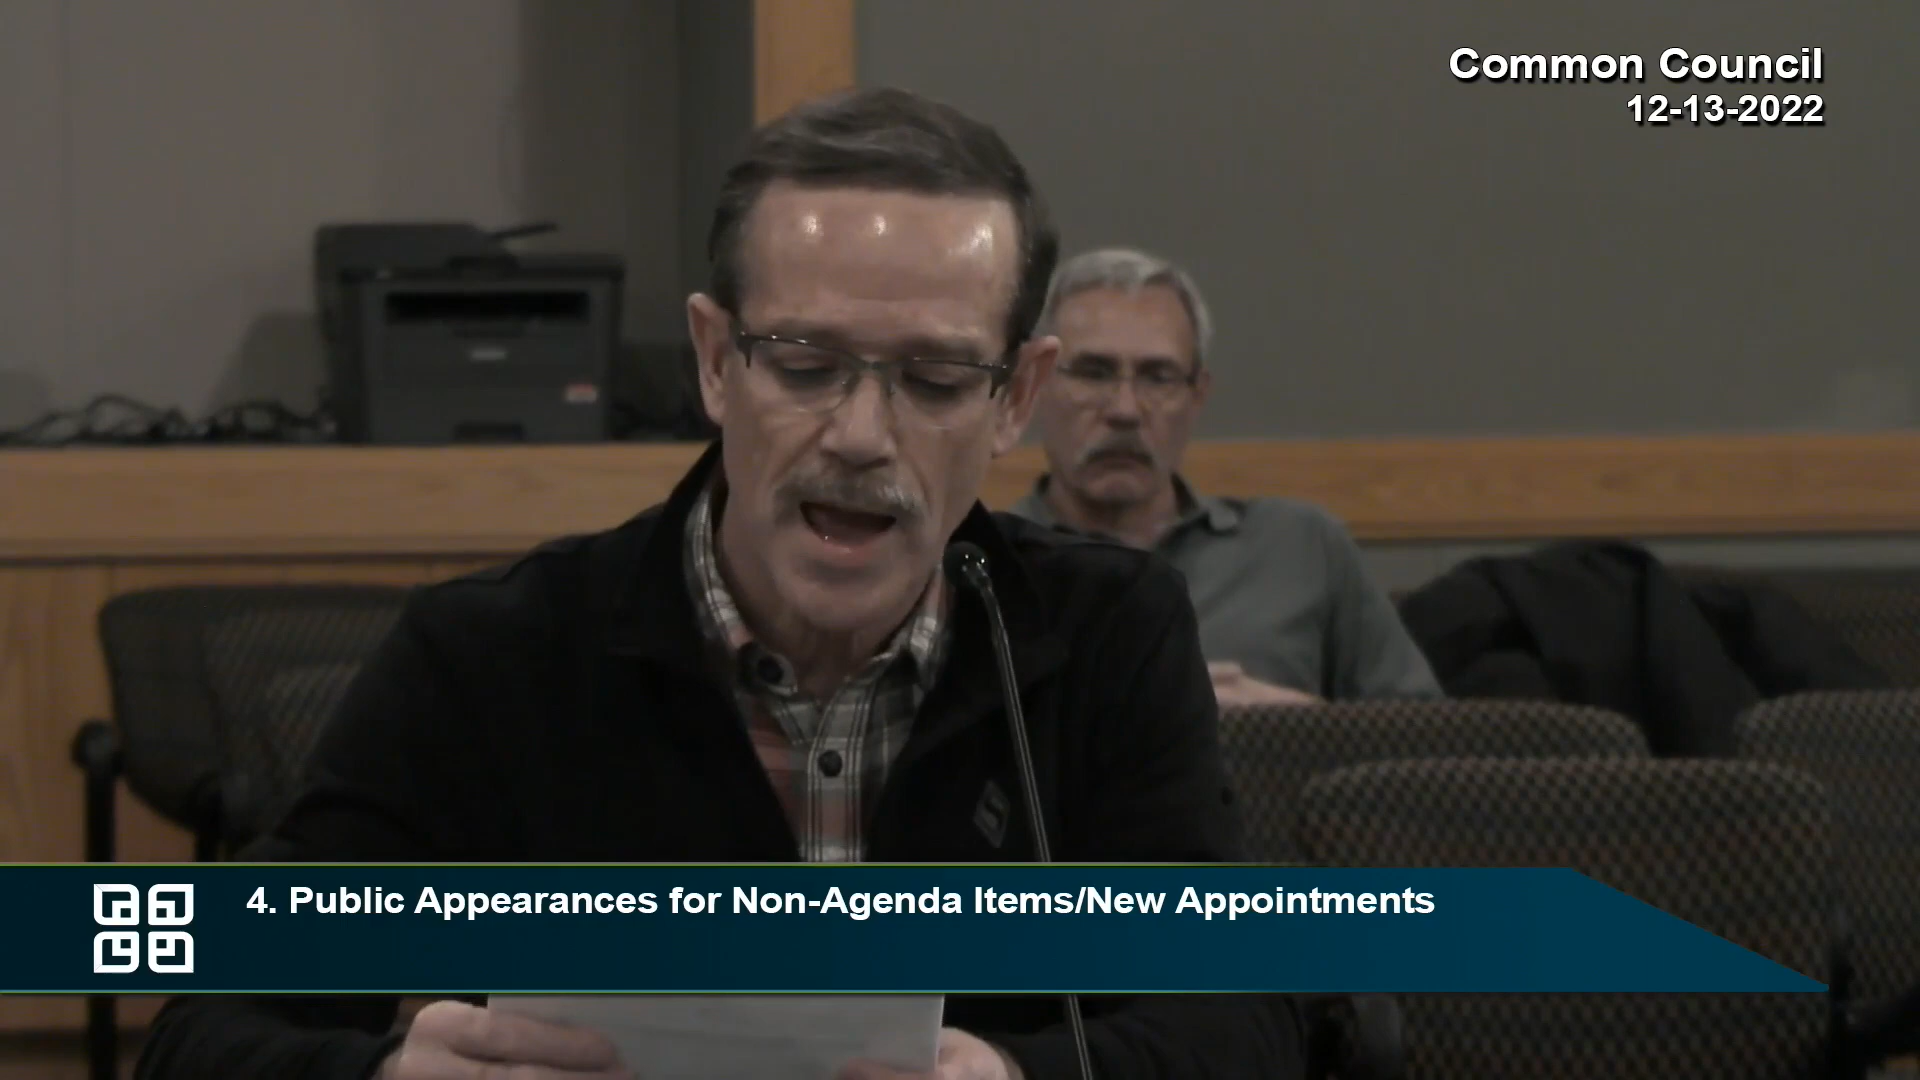 Common Council
12-13-2022
4. Public Appearances for Non-Agenda Items/New Appointments